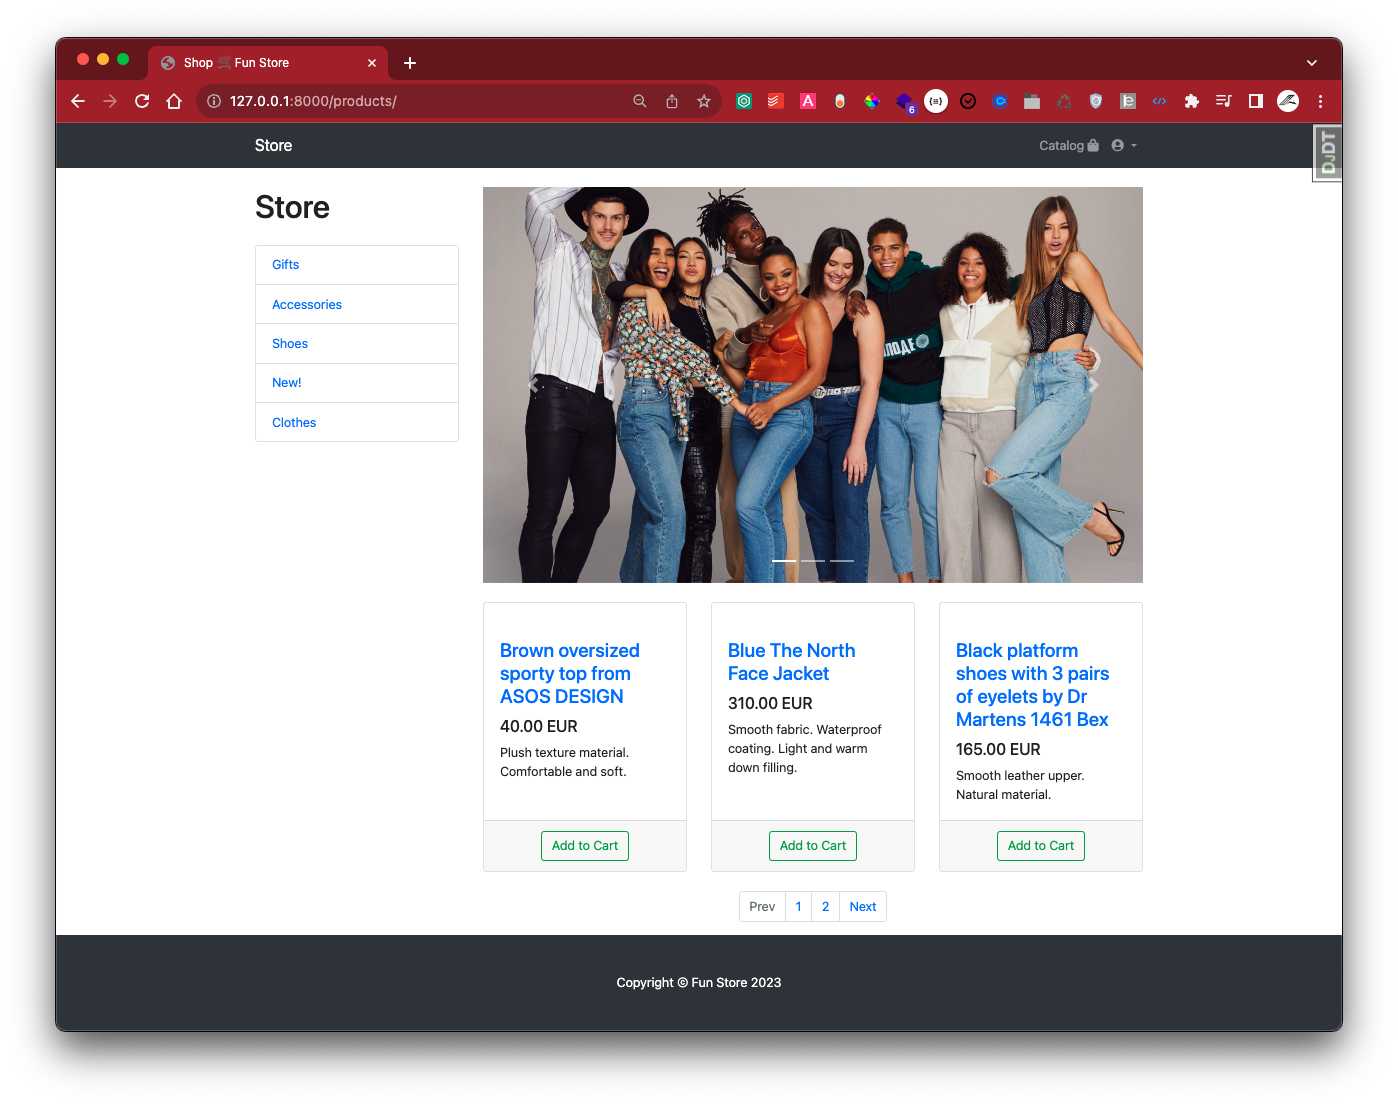 Shop 🛒 Fun Store
127.0.0.1:8000/products/
6
Store
Catalog
DJDT
Store
Gifts
Accessories
Shoes
New!
Clothes
Brown oversized
sporty top from
ASOS DESIGN
40.00 EUR
Plush texture material.
Comfortable and soft.
Add to Cart
Blue The North
Face Jacket
310.00 EUR
Smooth fabric. Waterproof
coating. Light and warm
down filling.
Add to Cart
Black platform
shoes with 3 pairs
of eyelets by Dr
Martens 1461 Bex
165.00 EUR
Smooth leather upper.
Natural material.
Add to Cart
Prev 1 2 Next
Copyright © Fun Store 2023